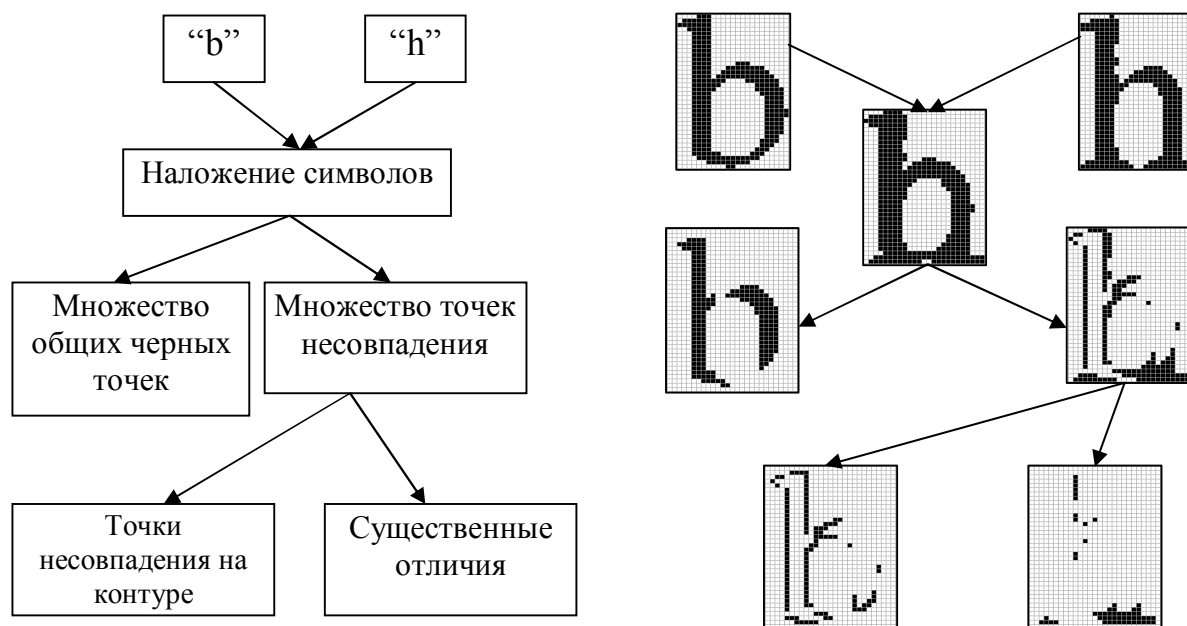 “b”
“h”
Наложение символов
Множество
общих черных
точек
Множество точек
несовпадения
Точки
несовпадения на
контуре
Существенные
отличия